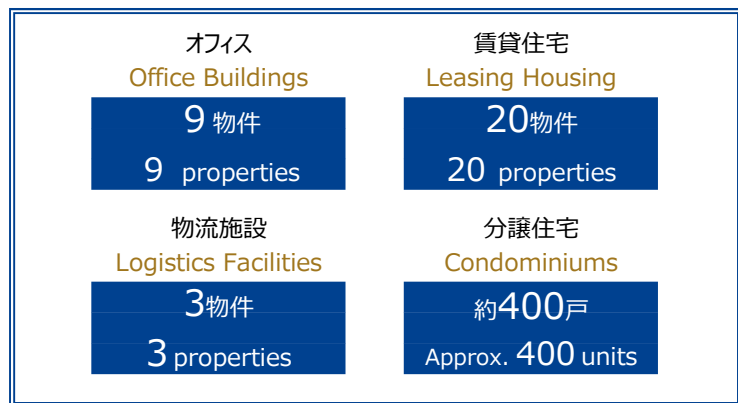 オフィス
Office Buildings
9 物件
9 properties
賃貸住宅
Leasing Housing
20物件
20 properties
物流施設
Logistics Facilities
3物件
3 properties
分譲住宅
Condominiums
約400戸
Approx. 400 units